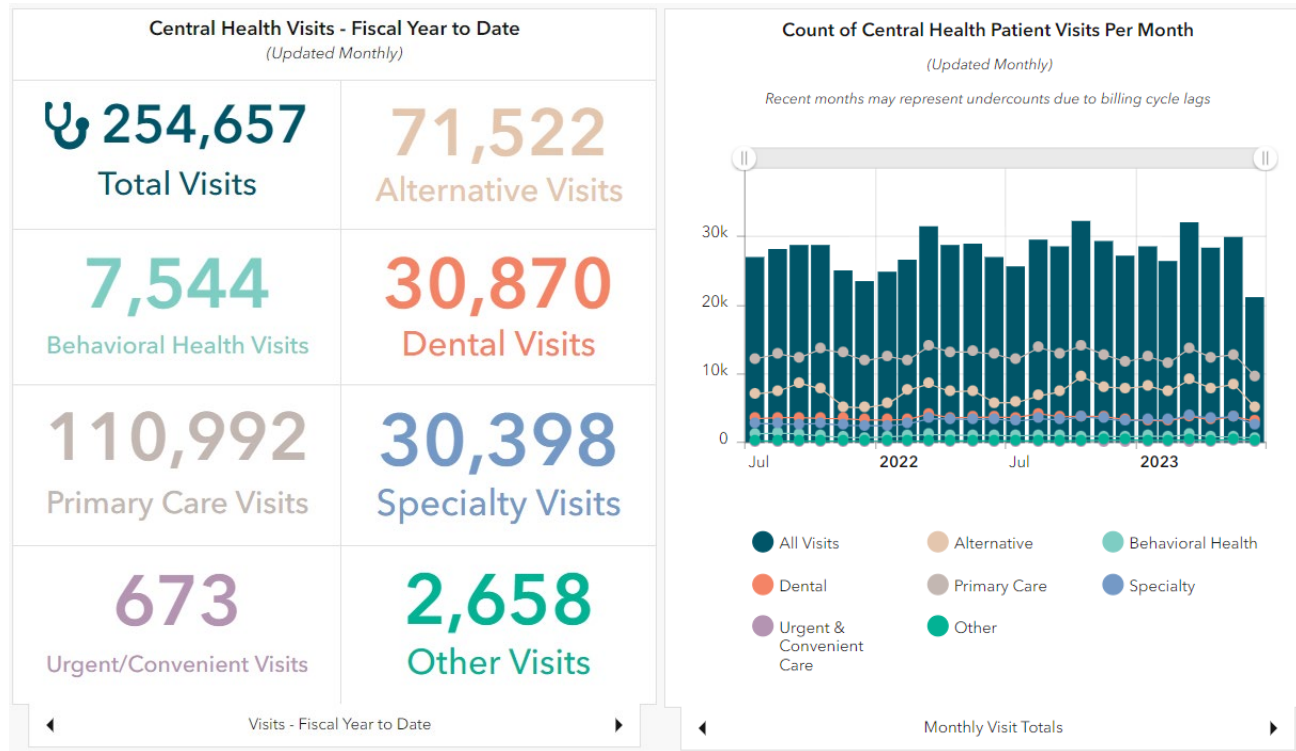 Central Health Visits - Fiscal Year to Date
(Updated Monthly)
254,657
Total Visits
71,522
Alternative Visits
7,544
Behavioral Health Visits
30,870
Dental Visits
110,992
Primary Care Visits
30,398
Specialty Visits
673
Urgent/Convenient Visits
2,658
Other Visits
Visits - Fiscal Year to Date
Count of Central Health Patient Visits Per Month
(Updated Monthly)
Recent months may represent undercounts due to billing cycle lags
30k
20k
10k
0
Jul
2022
Jul
2023
All Visits
Alternative
Behavioral Health
Dental
Primary Care
Specialty
Urgent &
Convenient
Care
Other
Monthly Visit Totals